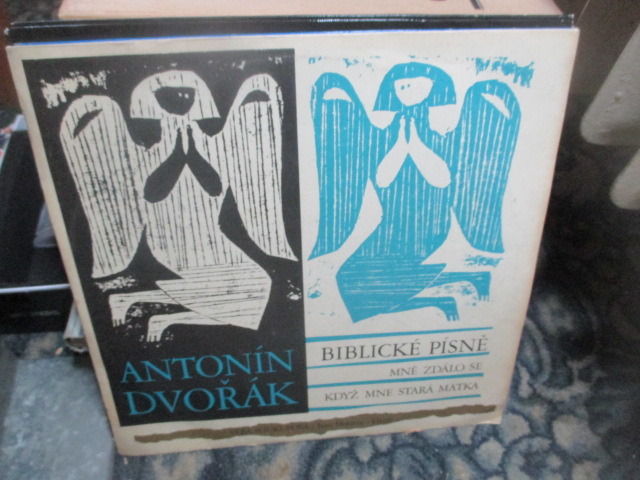 ANTONÍN
DVOŘÁK
BIBLICKÉ PÍSNĚ
MNĚ ZDÁLO SE
KDYŽ MNE STARÁ MATKA